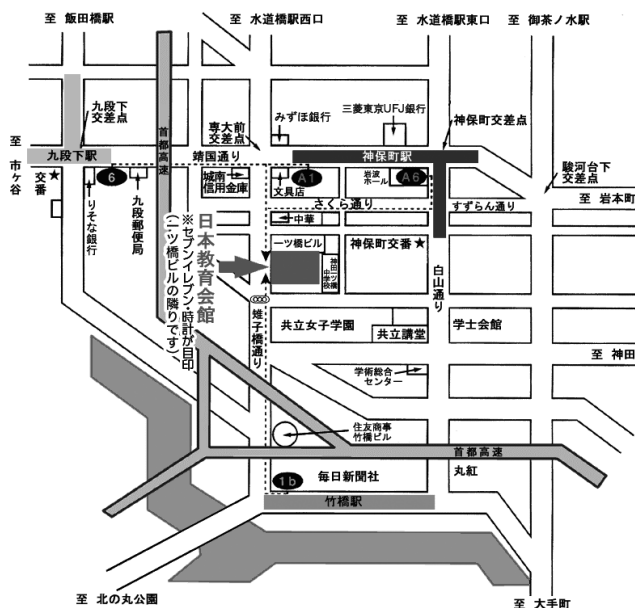 至 飯田橋駅
至 水道橋駅西口
至 水道橋駅東口
至 御茶ノ水駅
九段下
交差点
首都高速
専大前
交差点
みずほ銀行
三菱東京UFJ銀行
神保町交差点
至 市ヶ谷
九段下駅
靖国通り
神保町駅
駿河台下
交差点
交番★
6
城南
信用金庫
文具店
A1
岩波
ホール
A6
至 岩本町
りそな銀行
九段郵便局
さくら通り
すずらん通り
中華
日本教育会館
※セブンイレブン・時計が目印
(一ツ橋ビルの隣りです)
一ツ橋ビル
神田一ツ橋
中学校
神保町交番★
白山通り
雉子橋通り
共立女子学園
共立講堂
学士会館
至 神田
学術総合
センター
住友商事
竹橋ビル
首都高速
1b
毎日新聞社
丸紅
竹橋駅
至 北の丸公園
至 大手町